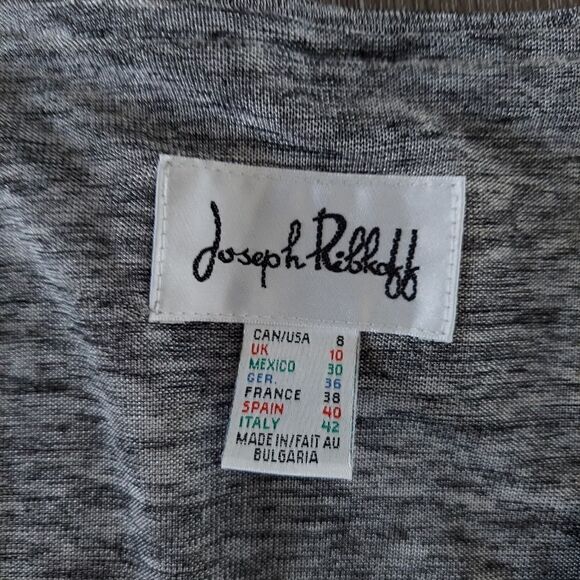 Joseph Ribkoff
CAN/USA 8
UK 10
MEXICO 30
GER. 36
FRANCE 38
SPAIN 40
ITALY 42
MADE IN/FAIT AU
BULGARIA